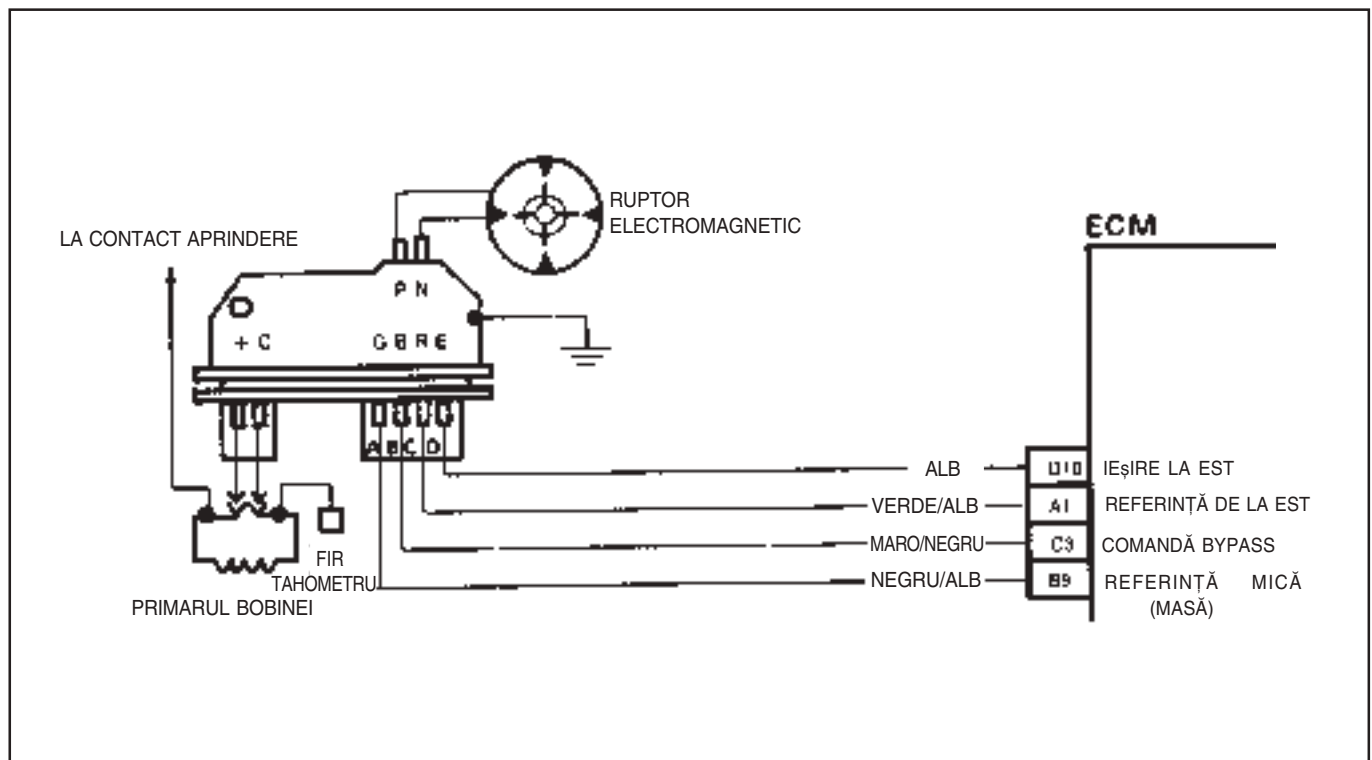 RUPTOR
ELECTROMAGNETIC
LA CONTACT APRINDERE
ECM
P N
+ C
G B R E
A B C D
ALB
D10
IEşIRE LA EST
VERDE/ALB
A1
REFERINȚĂ DE LA EST
MARO/NEGRU
C3
COMANDĂ BYPASS
FIR
TAHOMETRU
NEGRU/ALB
B9
REFERINȚĂ MICĂ
(MASĂ)
PRIMARUL BOBINEI